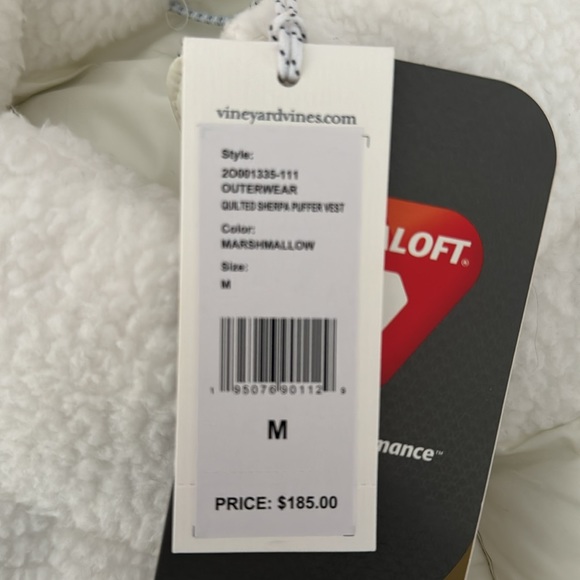 vineyardvines.com
Style:
2O001335-111
OUTERWEAR
QUILTED SHERPA PUFFER VEST
Color:
MARSHMALLOW
Size:
M
1 95076 90112 9
M
PRICE: $185.00
ALOFT®
mance™